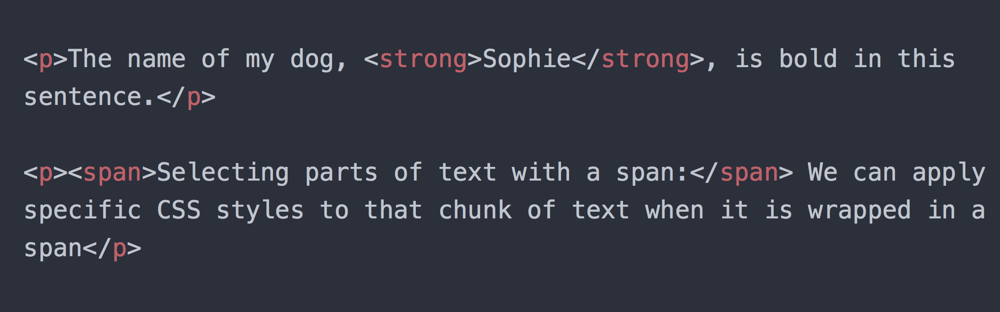 <p>The name of my dog, <strong>Sophie</strong>, is bold in this
sentence.</p>
<p><span>Selecting parts of text with a span:</span> We can apply
specific CSS styles to that chunk of text when it is wrapped in a
span</p>